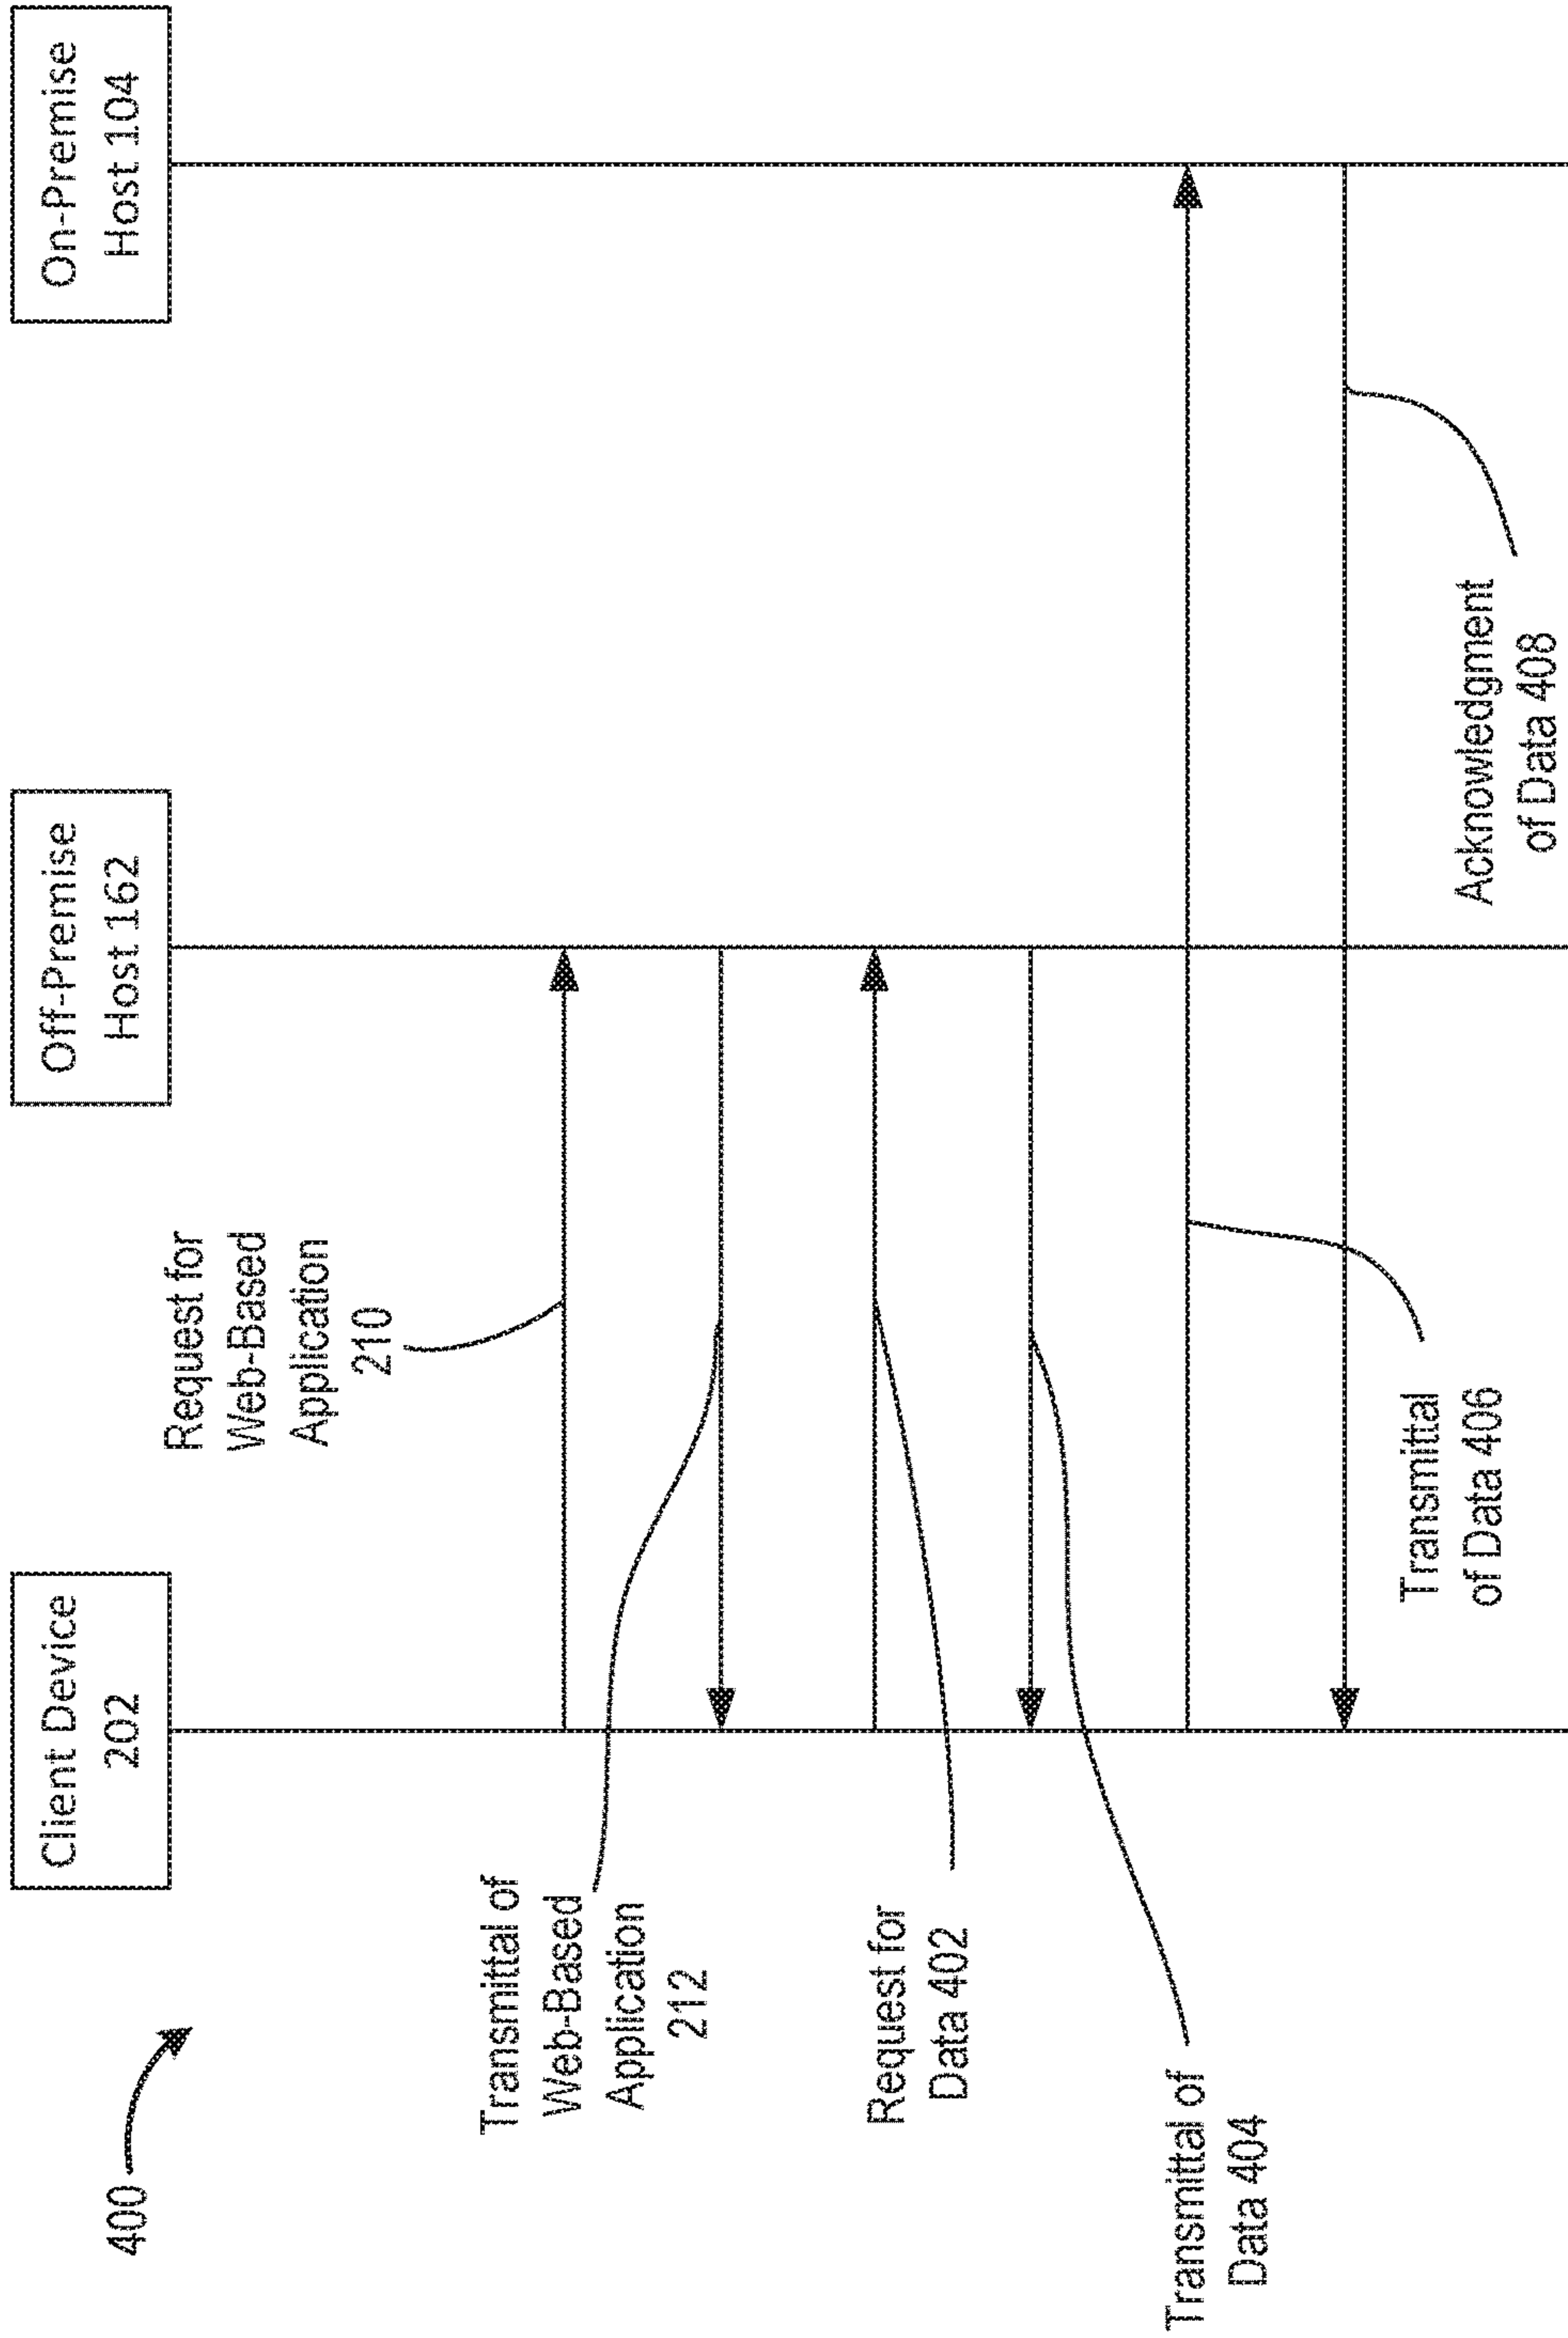 400
Client Device
202
Off-Premise
Host 162
On-Premise
Host 104
Request for
Web-Based
Application
210
Transmittal of
Web-Based
Application
212
Request for
Data 402
Transmittal of
Data 404
Transmittal
of Data 406
Acknowledgment
of Data 408